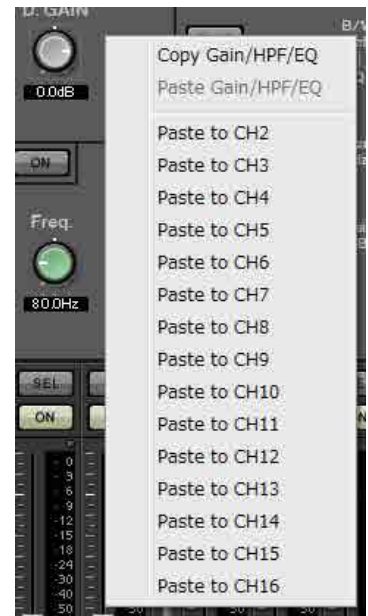 D. GAIN
0.0dB
ON
Freq.
80.0Hz
SEL
ON
0
3
6
9
12
15
18
24
30
40
50
Copy Gain/HPF/EQ
Paste Gain/HPF/EQ
Paste to CH2
Paste to CH3
Paste to CH4
Paste to CH5
Paste to CH6
Paste to CH7
Paste to CH8
Paste to CH9
Paste to CH10
Paste to CH11
Paste to CH12
Paste to CH13
Paste to CH14
Paste to CH15
Paste to CH16